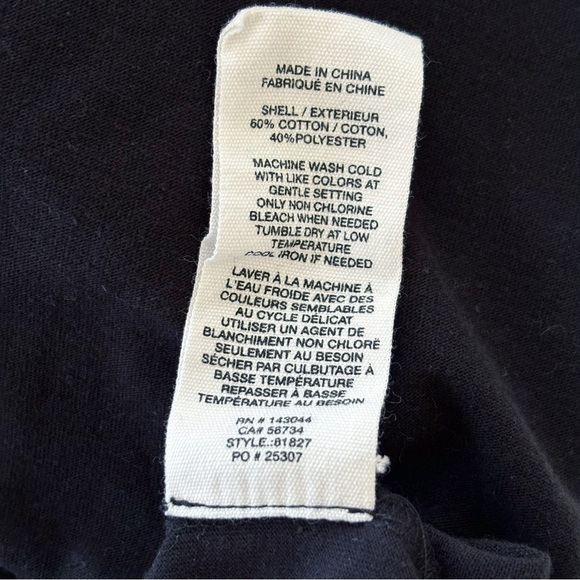 MADE IN CHINA
FABRIQUÉ EN CHINE
SHELL / EXTERIEUR
60% COTTON / COTON,
40%POLYESTER
MACHINE WASH COLD
WITH LIKE COLORS AT
GENTLE SETTING
ONLY NON CHLORINE
BLEACH WHEN NEEDED
TUMBLE DRY AT LOW
TEMPERATURE
COOL IRON IF NEEDED
LAVER À LA MACHINE À
L'EAU FROIDE AVEC DES
COULEURS SEMBLABLES
AU CYCLE DÉLICAT
UTILISER UN AGENT DE
BLANCHIMENT NON CHLORÉ
SEULEMENT AU BESOIN
SÉCHER PAR CULBUTAGE À
BASSE TEMPÉRATURE
REPASSER À BASSE
TEMPÉRATURE AU BESOIN
RN # 143044
CA# 56734
STYLE.:81827
PO # 25307